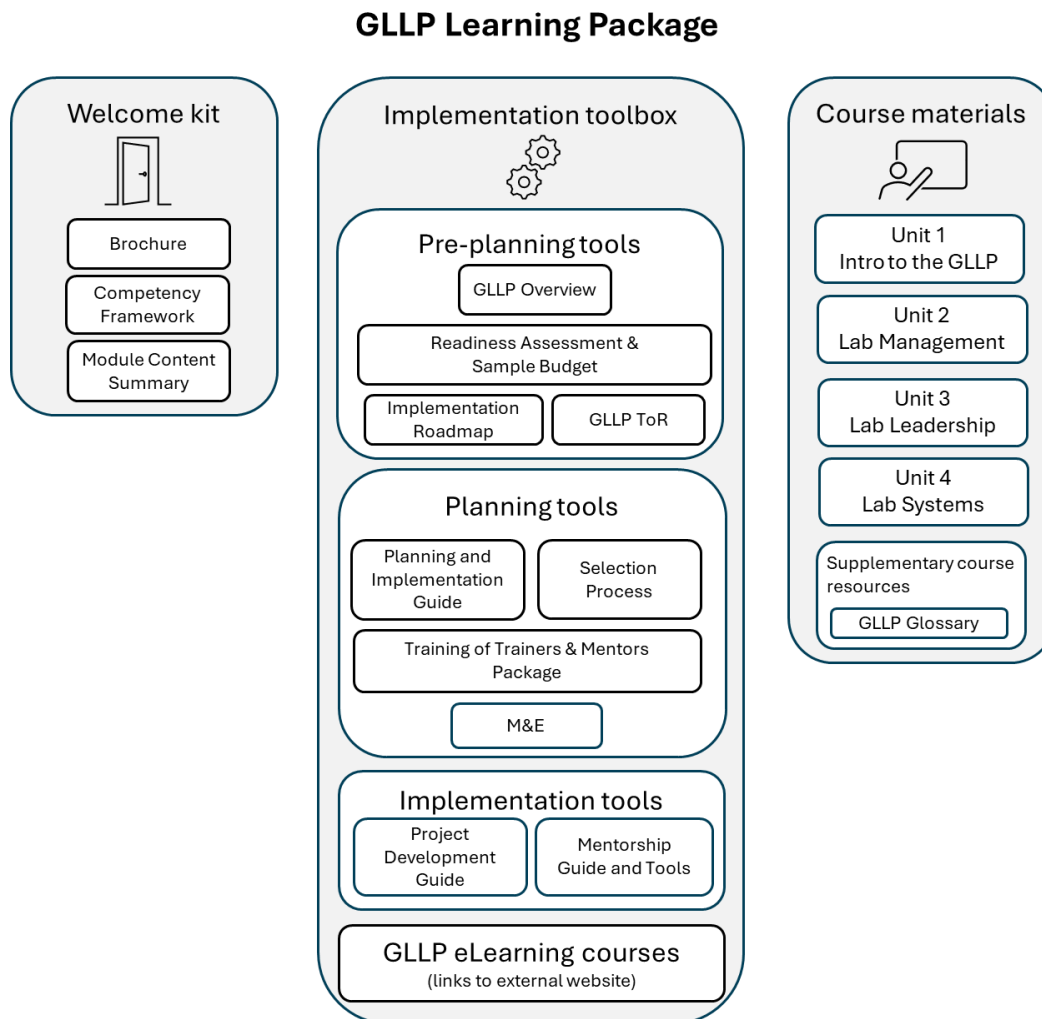 GLLP Learning Package
Welcome kit
Brochure
Competency
Framework
Module Content
Summary
Implementation toolbox
Pre-planning tools
GLLP Overview
Readiness Assessment &
Sample Budget
Implementation
Roadmap
GLLP ToR
Planning tools
Planning and
Implementation
Guide
Selection
Process
Training of Trainers & Mentors
Package
M&E
Implementation tools
Project
Development
Guide
Mentorship
Guide and Tools
GLLP eLearning courses
(links to external website)
Course materials
Unit 1
Intro to the GLLP
Unit 2
Lab Management
Unit 3
Lab Leadership
Unit 4
Lab Systems
Supplementary course
resources
GLLP Glossary